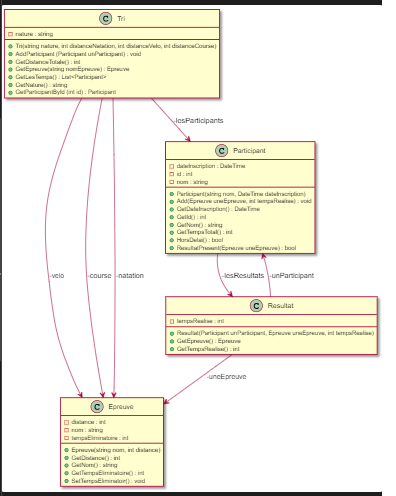 C Tri
nature : string
Tri(string nature, int distanceNatation, int distanceVelo, int distanceCourse)
AddParticipant (Participant unParticipant) : void
GetDistanceTotale() : int
GetEpreuve(string nomEpreuve) : Epreuve
GetLesTemps() : List<Participant>
GetNature() : string
GetParticipantById (int id) : Participant
-lesParticipants
C Participant
dateInscription : DateTime
id : int
nom : string
Participant(string nom, DateTime dateInscription)
Add(Epreuve uneEpreuve, int tempsRealise) : void
GetDateInscription() : DateTime
GetId() : int
GetNom() : string
GetTempsTotal() : int
HorsDelai() : bool
ResultatPresent(Epreuve uneEpreuve) : bool
-velo
-course
-natation
-lesResultats
-unParticipant
C Resultat
tempsRealise : int
Resultat(Participant unParticipant, Epreuve uneEpreuve, int tempsRealise)
GetEpreuve() : Epreuve
GetTempsRealise() : int
-uneEpreuve
C Epreuve
distance : int
nom : string
tempsEliminatoire : int
Epreuve(string nom, int distance)
GetDistance() : int
GetNom() : string
GetTempsEliminatoire() : int
SetTempsEliminatoir() : void